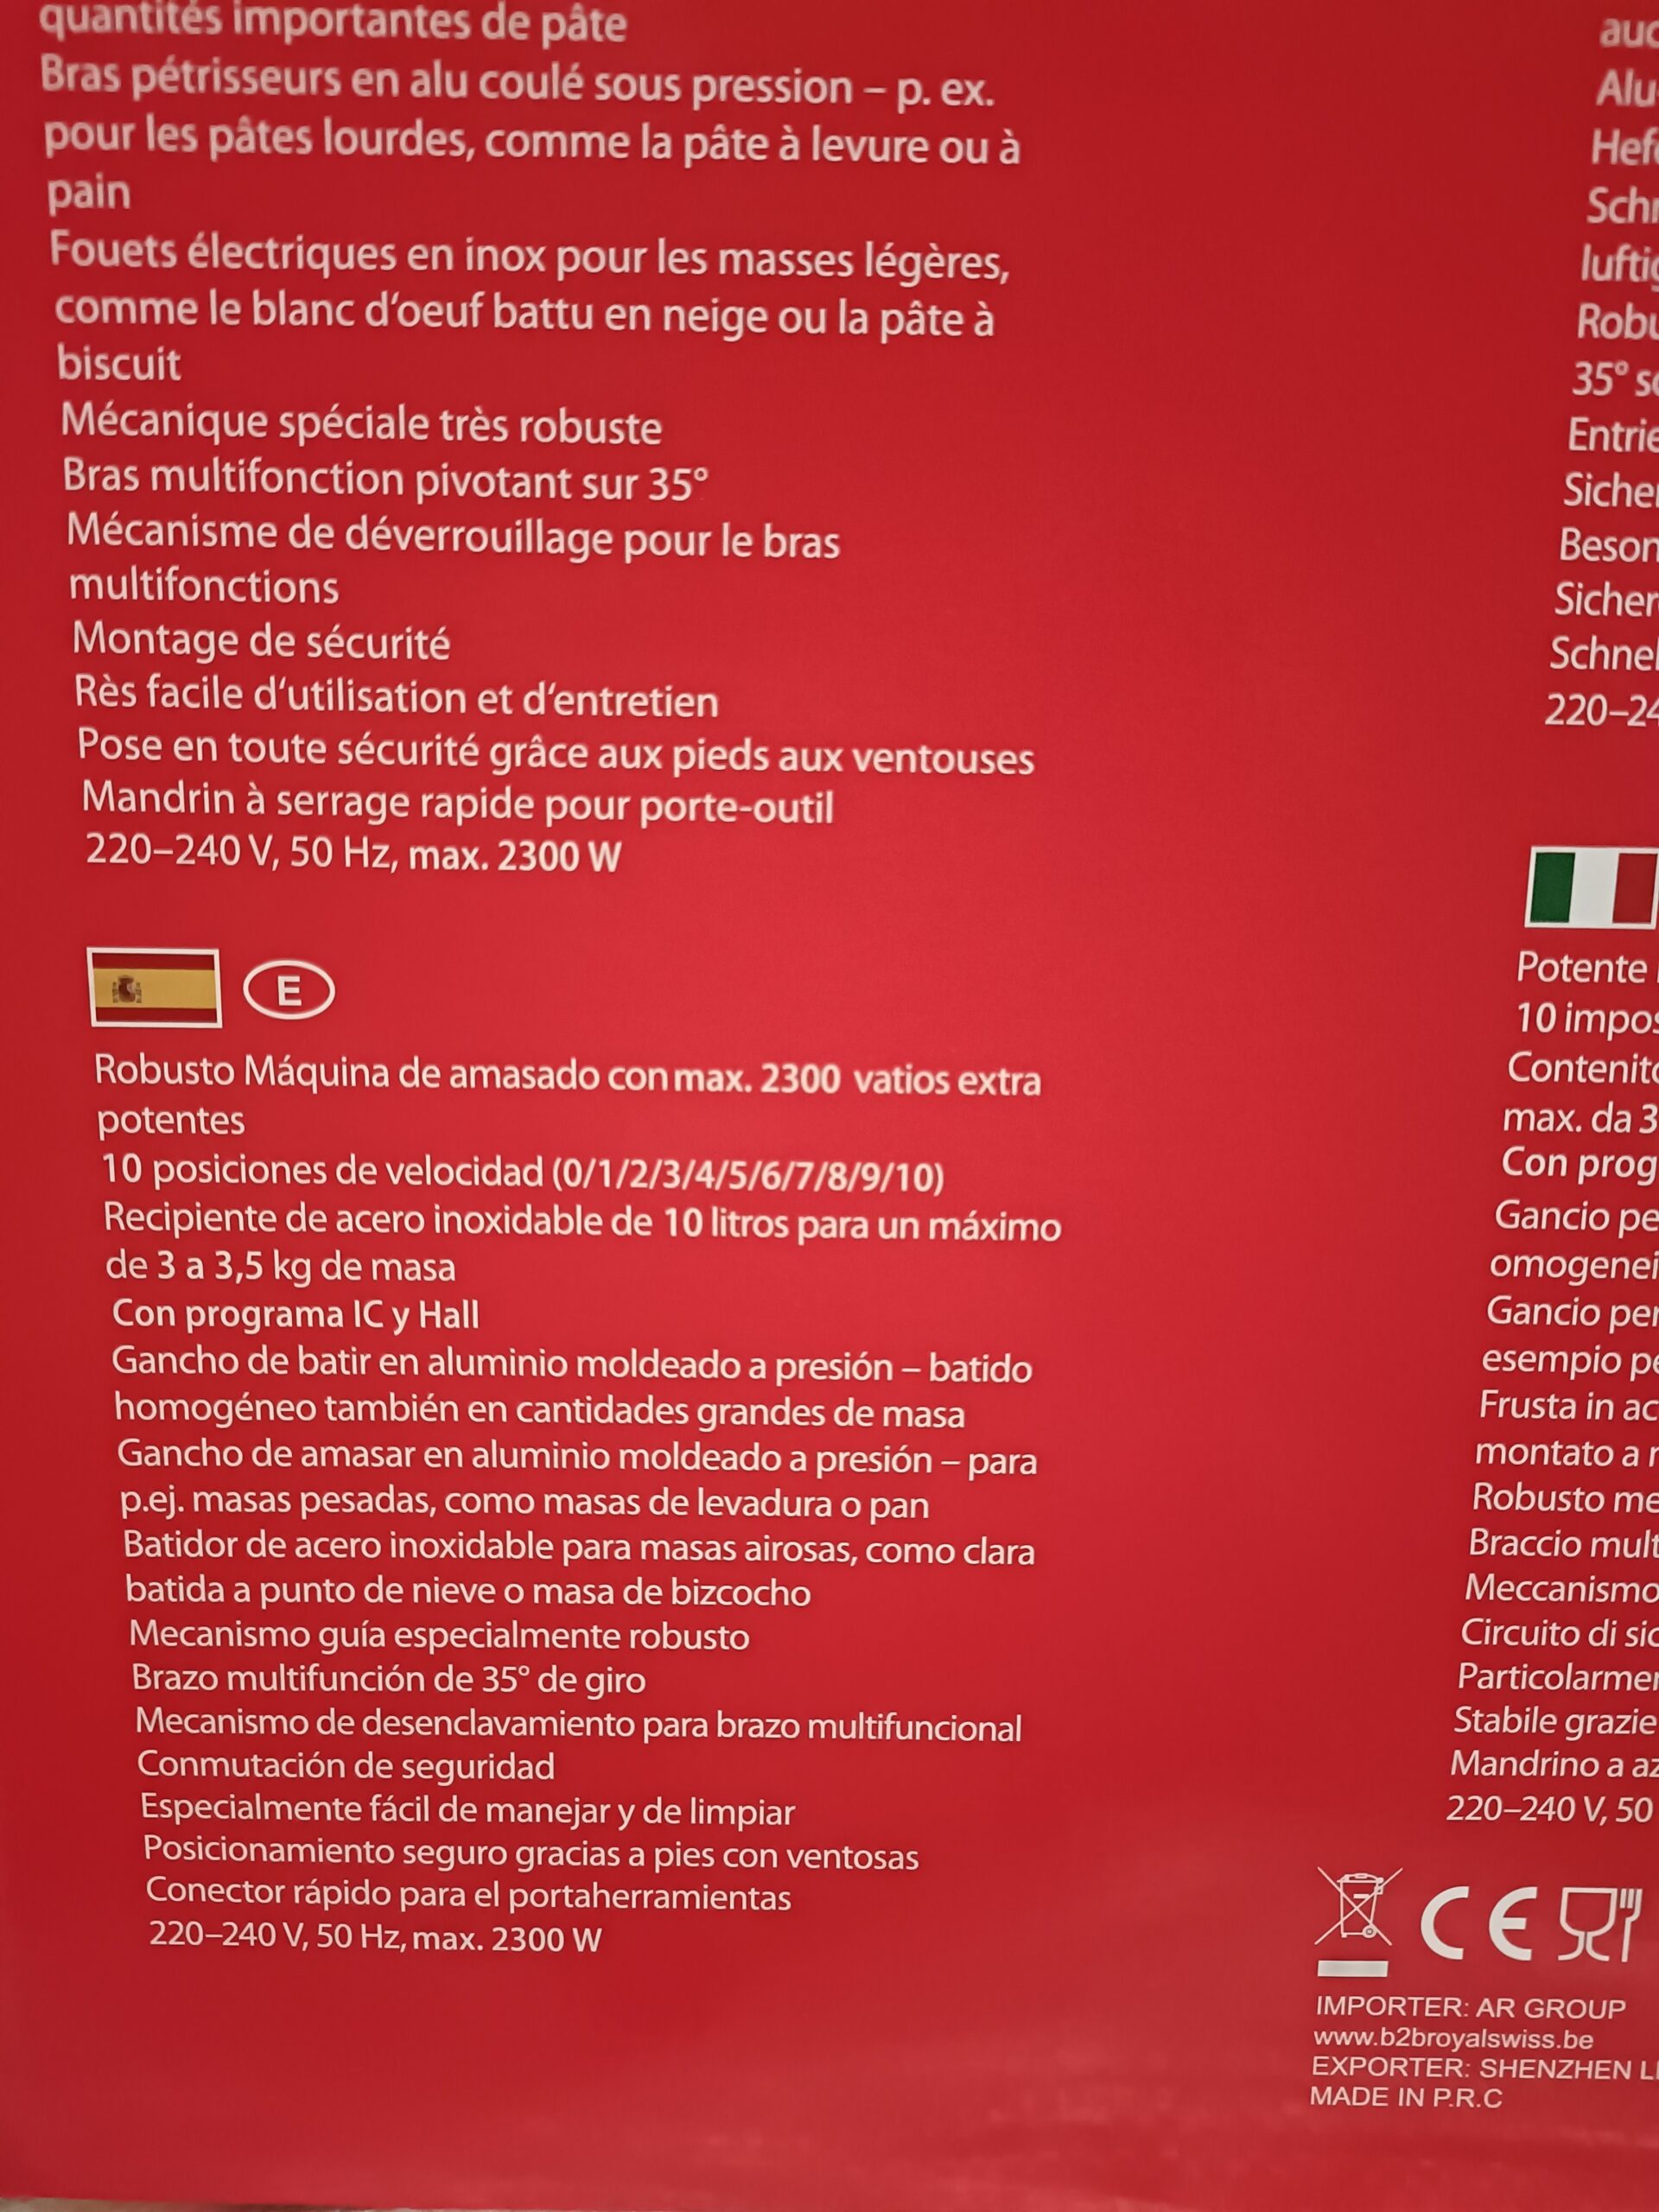 quantités importantes de pâte
Bras pétrisseurs en alu coulé sous pression – p. ex.
pour les pâtes lourdes, comme la pâte à levure ou à
pain
Fouets électriques en inox pour les masses légères,
comme le blanc d‘oeuf battu en neige ou la pâte à
biscuit
Mécanique spéciale très robuste
Bras multifonction pivotant sur 35°
Mécanisme de déverrouillage pour le bras
multifonctions
Montage de sécurité
Rès facile d‘utilisation et d‘entretien
Pose en toute sécurité grâce aux pieds aux ventouses
Mandrin à serrage rapide pour porte-outil
220–240 V, 50 Hz, max. 2300 W
E
Robusto Máquina de amasado con max. 2300 vatios extra
potentes
10 posiciones de velocidad (0/1/2/3/4/5/6/7/8/9/10)
Recipiente de acero inoxidable de 10 litros para un máximo
de 3 a 3,5 kg de masa
Con programa IC y Hall
Gancho de batir en aluminio moldeado a presión – batido
homogéneo también en cantidades grandes de masa
Gancho de amasar en aluminio moldeado a presión – para
p.ej. masas pesadas, como masas de levadura o pan
Batidor de acero inoxidable para masas airosas, como clara
batida a punto de nieve o masa de bizcocho
Mecanismo guía especialmente robusto
Brazo multifunción de 35° de giro
Mecanismo de desenclavamiento para brazo multifuncional
Conmutación de seguridad
Especialmente fácil de manejar y de limpiar
Posicionamiento seguro gracias a pies con ventosas
Conector rápido para el portaherramientas
220–240 V, 50 Hz, max. 2300 W
35°
Potente
10
max. da 3
Con
Gancio
Gancio
esempio
Frusta in
montato a
Robusto
Braccio
Meccanismo
Circuito di
Stabile grazie
Mandrino a
220–240 V, 50
CE
IMPORTER: AR GROUP
www.b2broyalswiss.be
EXPORTER: SHENZHEN
MADE IN P.R.C